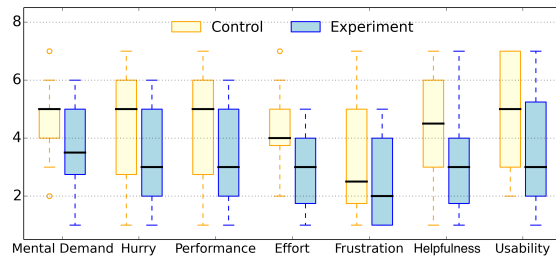 8
Control Experiment
6
4
2
Mental Demand Hurry Performance Effort Frustration Helpfulness Usability